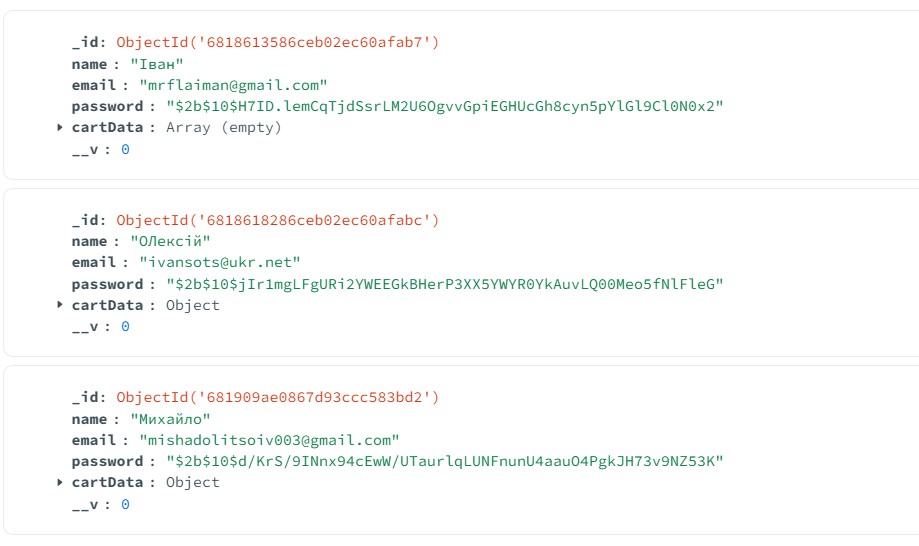 _id: ObjectId('6818613586ceb02ec60afab7')
name : "Іван"
email : "mrflaiman@gmail.com"
password : "$2b$10$H7ID.lemCqTjdSsrLM2U6OgvvGpiEGHUcGh8cyn5pYlGl9Cl0N0x2"
cartData : Array (empty)
__v : 0
_id: ObjectId('6818618286ceb02ec60afabc')
name : "ОЛексій"
email : "ivansots@ukr.net"
password : "$2b$10$jIr1mgLFgURi2YWEEGkBHerP3XX5YWYR0YkAuvLQ00Meo5fNlFleG"
cartData : Object
__v : 0
_id: ObjectId('681909ae0867d93ccc583bd2')
name : "Михайло"
email : "mishadolitsoiv003@gmail.com"
password : "$2b$10$d/KrS/9INnx94cEwW/UTaurlqLUNFnunU4aauO4PgkJH73v9NZ53K"
cartData : Object
__v : 0